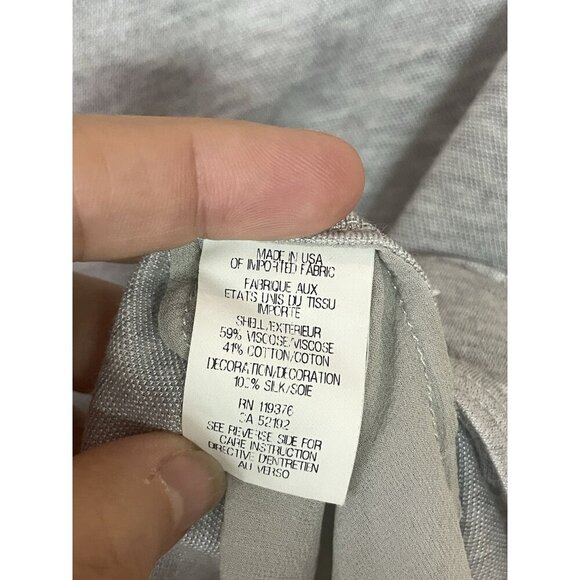 MADE IN USA
OF IMPORTED FABRIC
FABRIQUE AUX
ETATS UNIS DU TISSU
IMPORTE
SHELL/EXTERIEUR
59% VISCOSE/VISCOSE
41% COTTON/COTON
DECORATION/DECORATION
100% SILK/SOIE
RN 119376
CA 52192
SEE REVERSE SIDE FOR
CARE INSTRUCTION
DIRECTIVE D'ENTRETIEN
AU VERSO